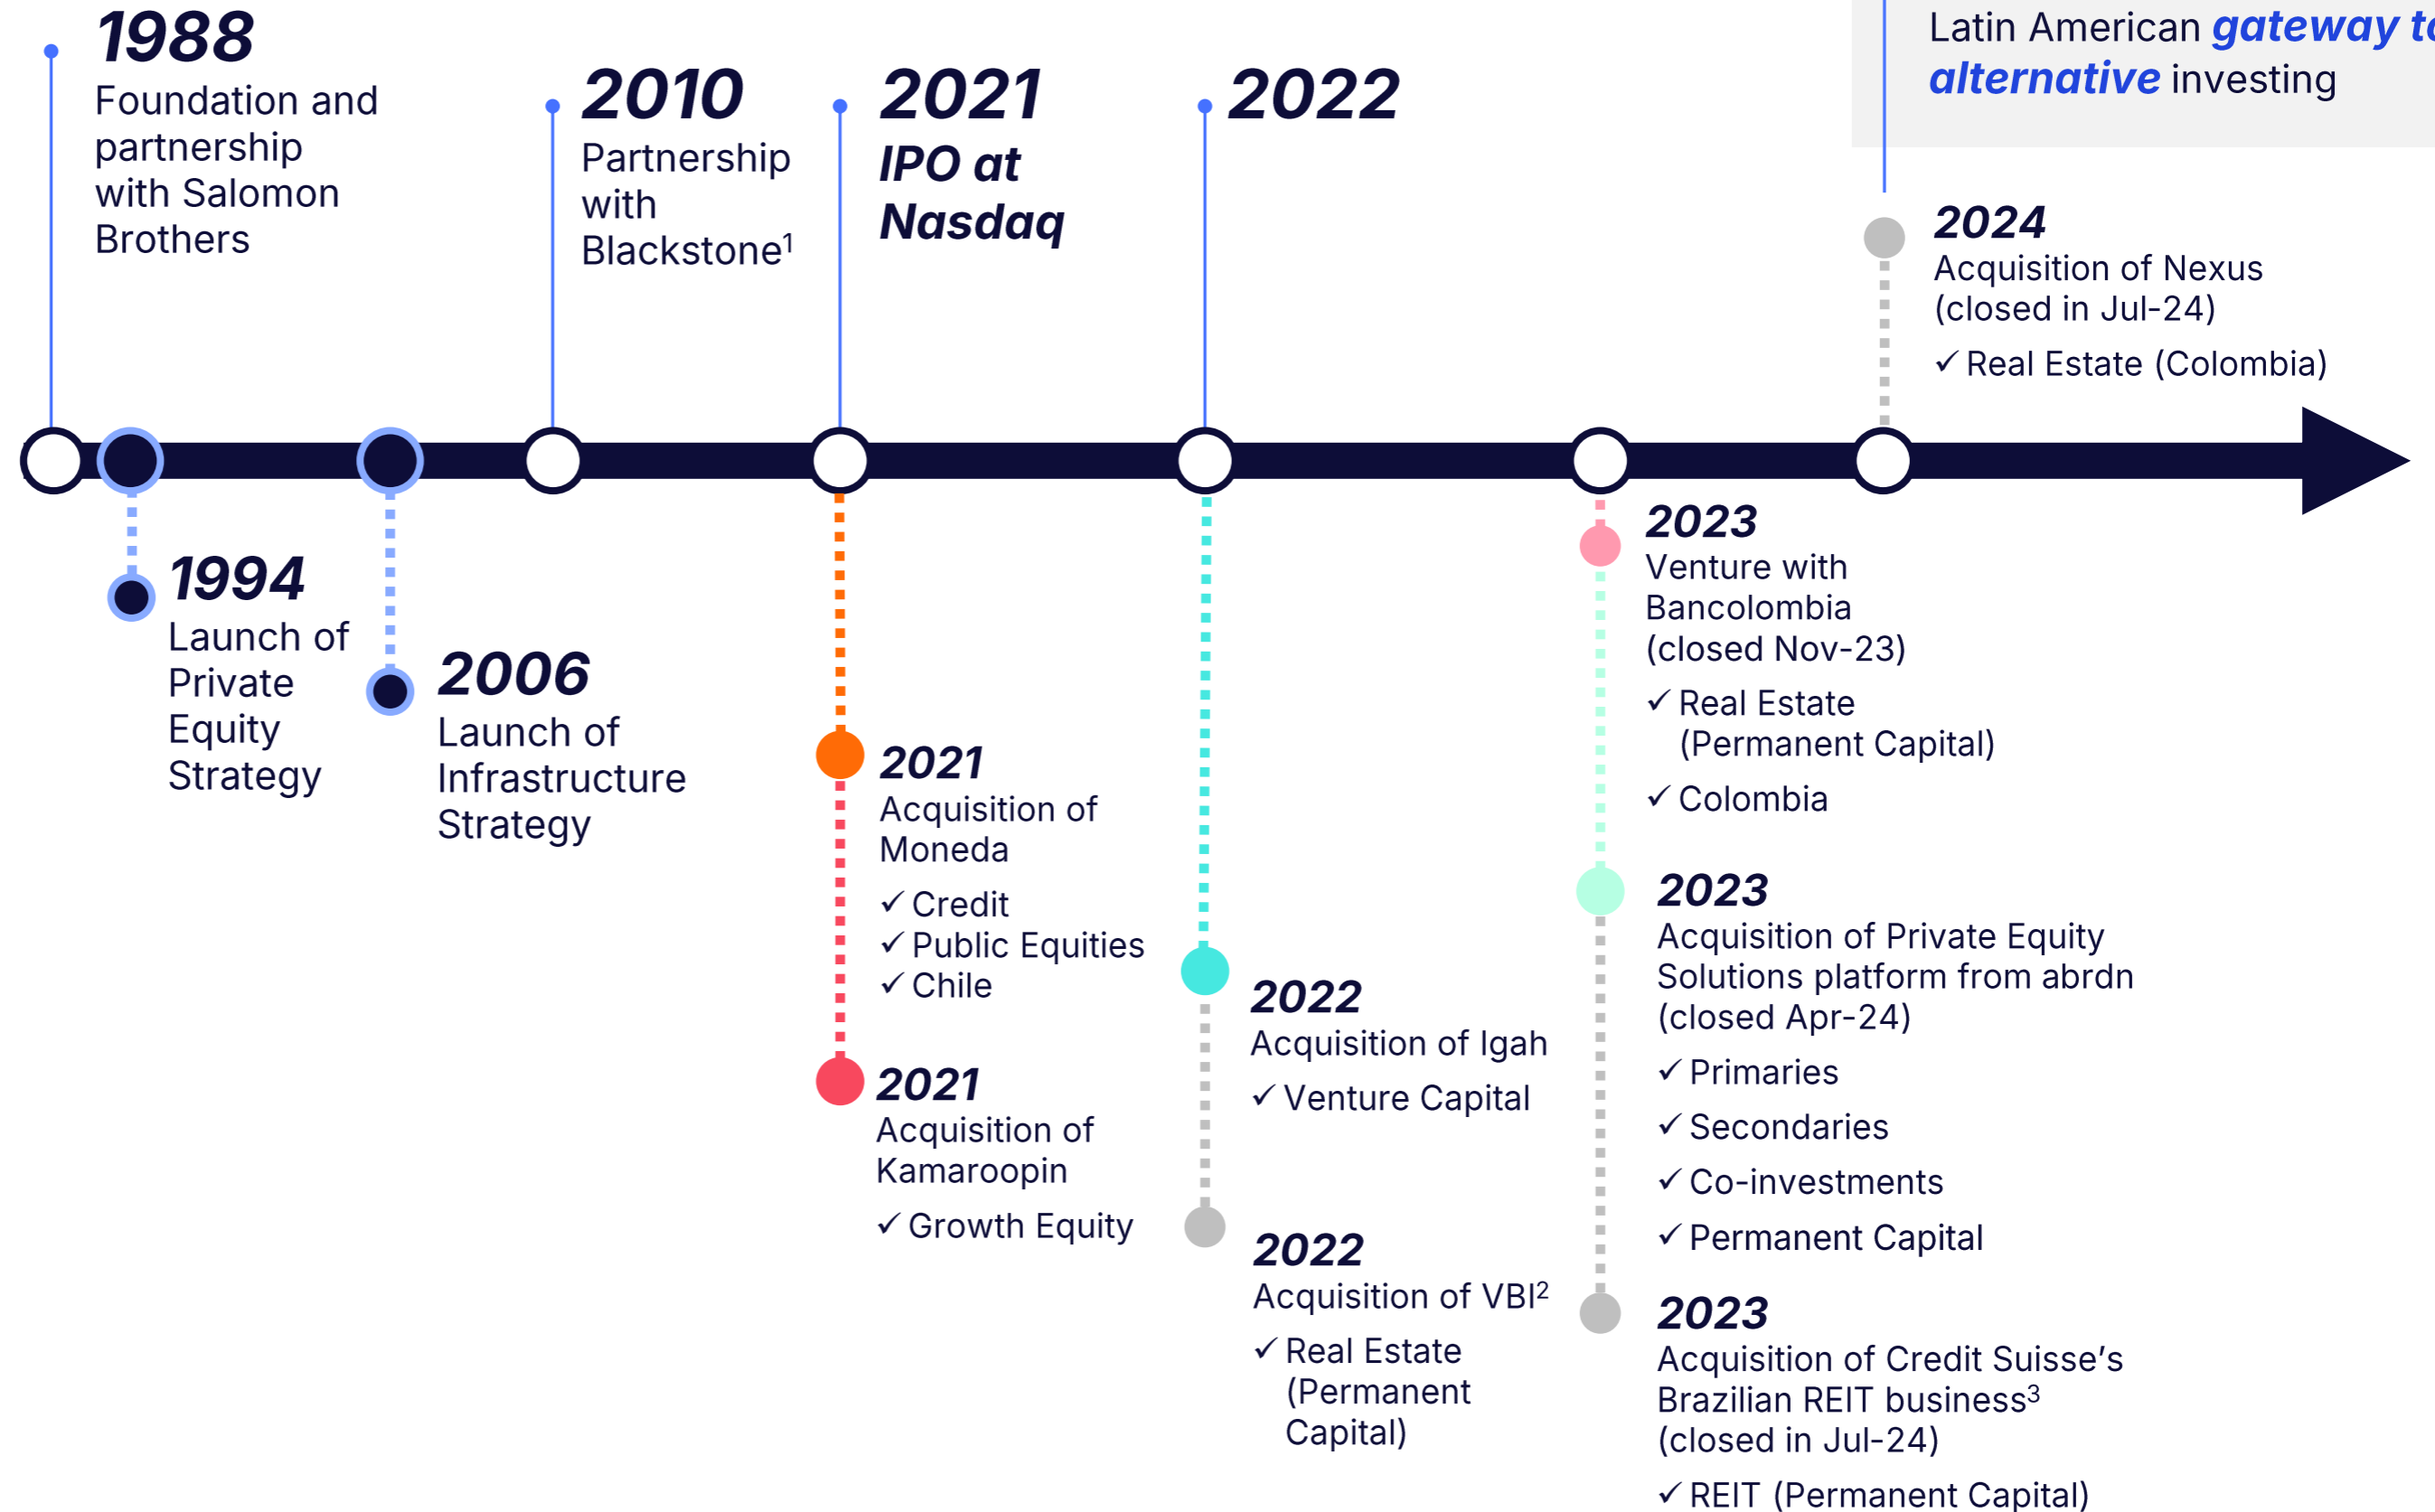 1988
Foundation and
partnership
with Salomon
Brothers
2010
Partnership
with
Blackstone¹
2021
IPO at
Nasdaq
2022
Latin American gateway to
alternative investing
2024
Acquisition of Nexus
(closed in Jul-24)
✓ Real Estate (Colombia)
1994
Launch of
Private
Equity
Strategy
2006
Launch of
Infrastructure
Strategy
2021
Acquisition of
Moneda
✓ Credit
✓ Public Equities
✓ Chile
2021
Acquisition of
Kamaroopin
✓ Growth Equity
2022
Acquisition of Igah
✓ Venture Capital
2022
Acquisition of VBI²
✓ Real Estate
(Permanent
Capital)
2023
Venture with
Bancolombia
(closed Nov-23)
✓ Real Estate
(Permanent Capital)
✓ Colombia
2023
Acquisition of Private Equity
Solutions platform from abrdn
(closed Apr-24)
✓ Primaries
✓ Secondaries
✓ Co-investments
✓ Permanent Capital
2023
Acquisition of Credit Suisse’s
Brazilian REIT business³
(closed in Jul-24)
✓ REIT (Permanent Capital)